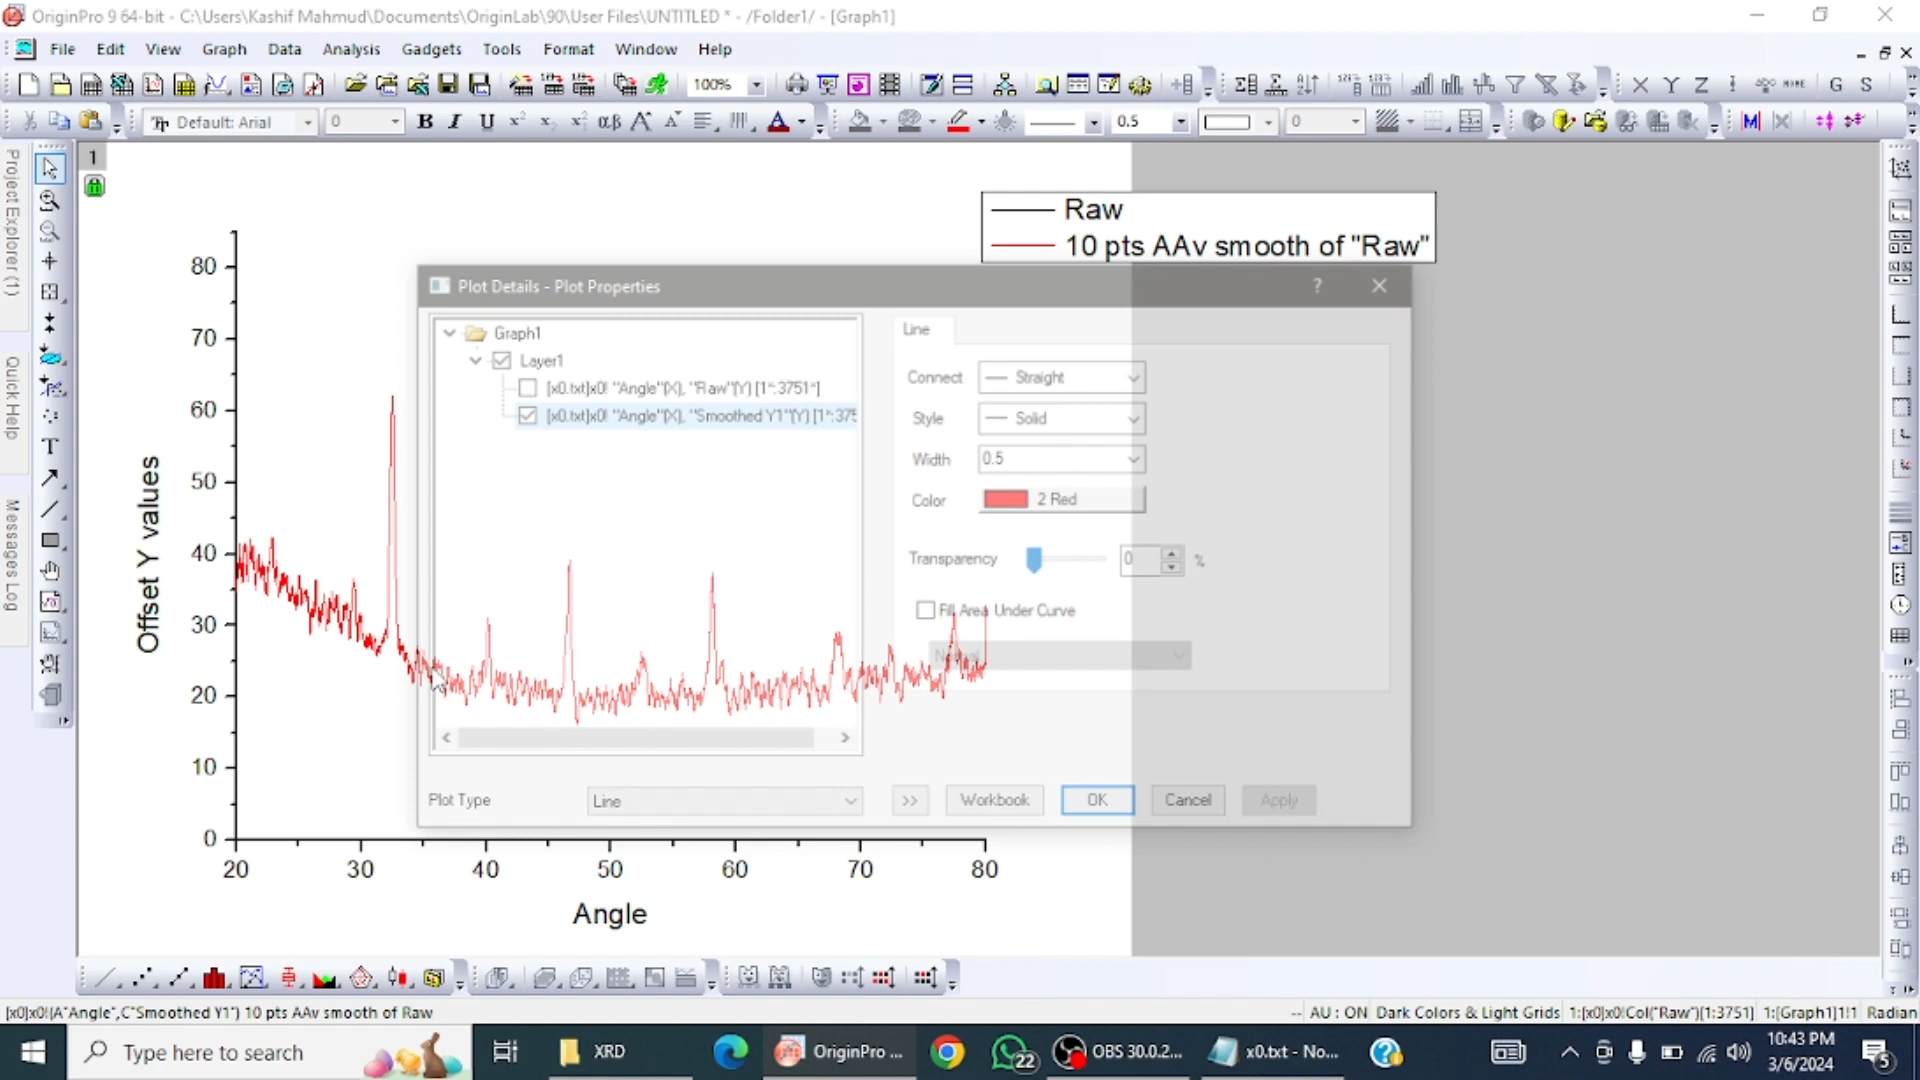 OriginPro 9 64-bit - C:\Users\Kashif Mahmud\Documents\OriginLab\90\User Files\UNTITLED * - /Folder1/ - [Graph1]
File Edit View Graph Data Analysis Gadgets Tools Format Window Help
100%
X Y Z G S
Default: Arial 0 B I U αβ A A 0.5 0
Project Explorer (1)
Quick Help
Messages Log
1
Raw
10 pts AAv smooth of "Raw"
Plot Details - Plot Properties
Graph1
Layer1
[x0.txt]x0! "Angle"(X), "Raw"(Y) [1*:3751*]
[x0.txt]x0! "Angle"(X), "Smoothed Y1"(Y) [1*:375
Line
Connect Straight
Style Solid
Width 0.5
Color 2 Red
Transparency 0 %
Fill Area Under Curve
Normal
Plot Type Line >> Workbook OK Cancel Apply
Offset Y values
80
70
60
50
40
30
20
10
0
20 30 40 50 60 70 80
Angle
[x0]x0!(A"Angle",C"Smoothed Y1") 10 pts AAv smooth of Raw
-- AU : ON Dark Colors & Light Grids 1:[x0]x0!Col("Raw")[1:3751] 1:[Graph1]1!1 Radian
Type here to search
XRD
OriginPro ...
22
OBS 30.0.2...
x0.txt - No...
10:43 PM
3/6/2024
5